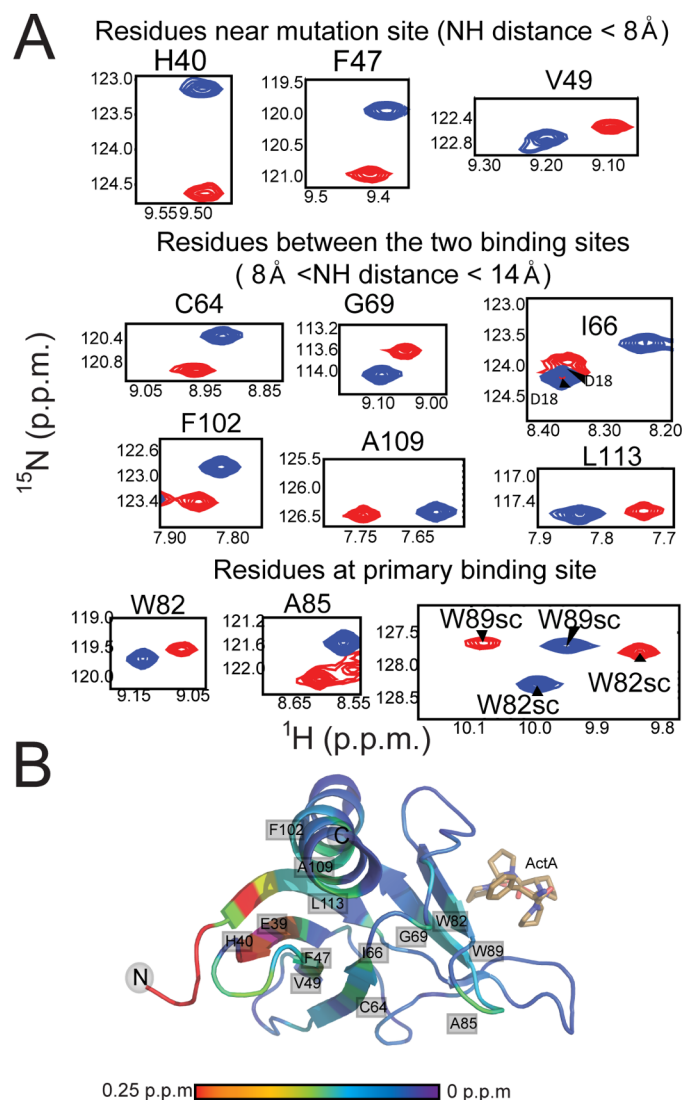 A
Residues near mutation site (NH distance < 8Å)
H40
F47
V49
123.0
123.5
124.0
124.5
9.559.50
119.5
120.0
120.5
121.0
9.5 9.4
122.4
122.8
9.30 9.20 9.10
Residues between the two binding sites
( 8Å <NH distance < 14Å)
C64
G69
I66
120.4
120.8
9.05 8.95 8.85
113.2
113.6
114.0
9.10 9.00
123.0
123.5
124.0
124.5
D18
D18
8.40 8.30 8.20
F102
A109
L113
122.6
123.0
123.4
7.90 7.80
125.5
126.0
126.5
7.75 7.65
117.0
117.4
7.9 7.8 7.7
Residues at primary binding site
W82
A85
119.0
119.5
120.0
9.15 9.05
121.2
121.6
122.0
8.65 8.55
W89sc W89sc
W82sc
W82sc
127.5
128.0
128.5
10.1 10.0 9.9 9.8
¹⁵N (p.p.m.)
¹H (p.p.m.)
B
F102
C
A109
ActA
L113
W82
E39
G69
H40
F47
I66
W89
N
V49
C64
A85
0.25 p.p.m
0 p.p.m